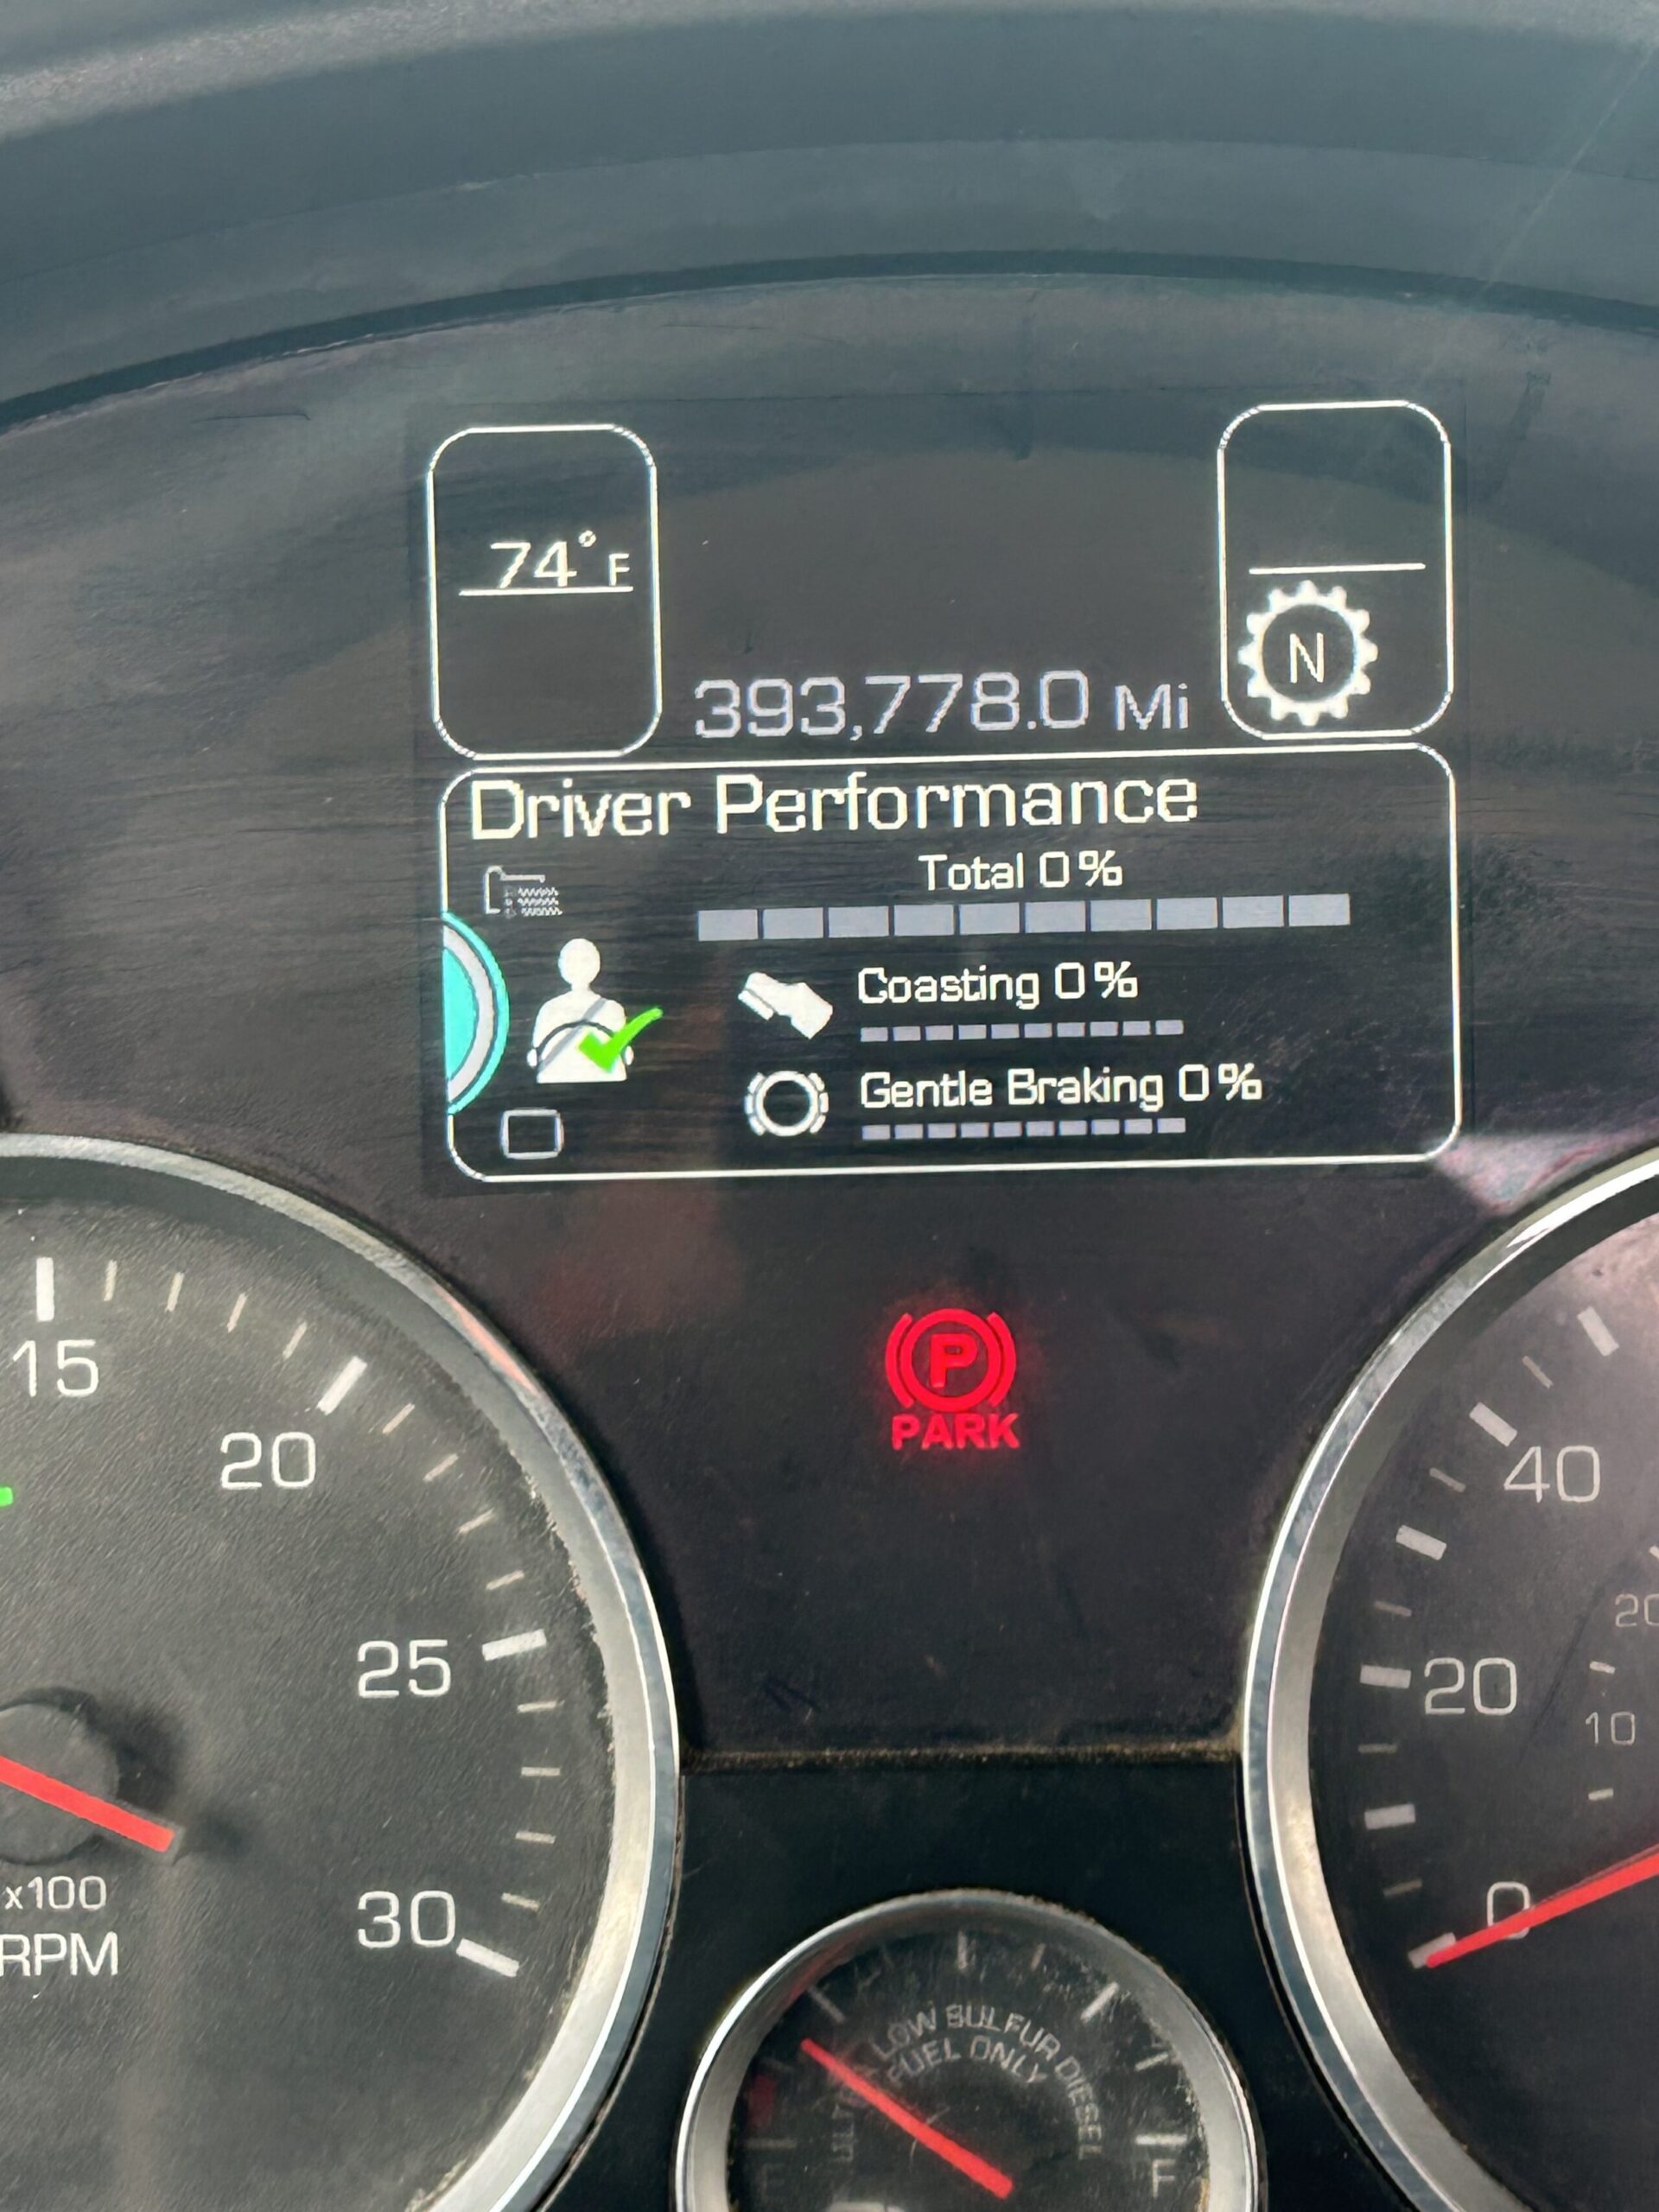 74°F
N
393,778.0 Mi
Driver Performance
Total 0%
Coasting 0%
Gentle Braking 0%
P
PARK
15
20
25
30
x100
RPM
40
20
0
20
10
ULTRA LOW SULFUR DIESEL
FUEL ONLY
E
F